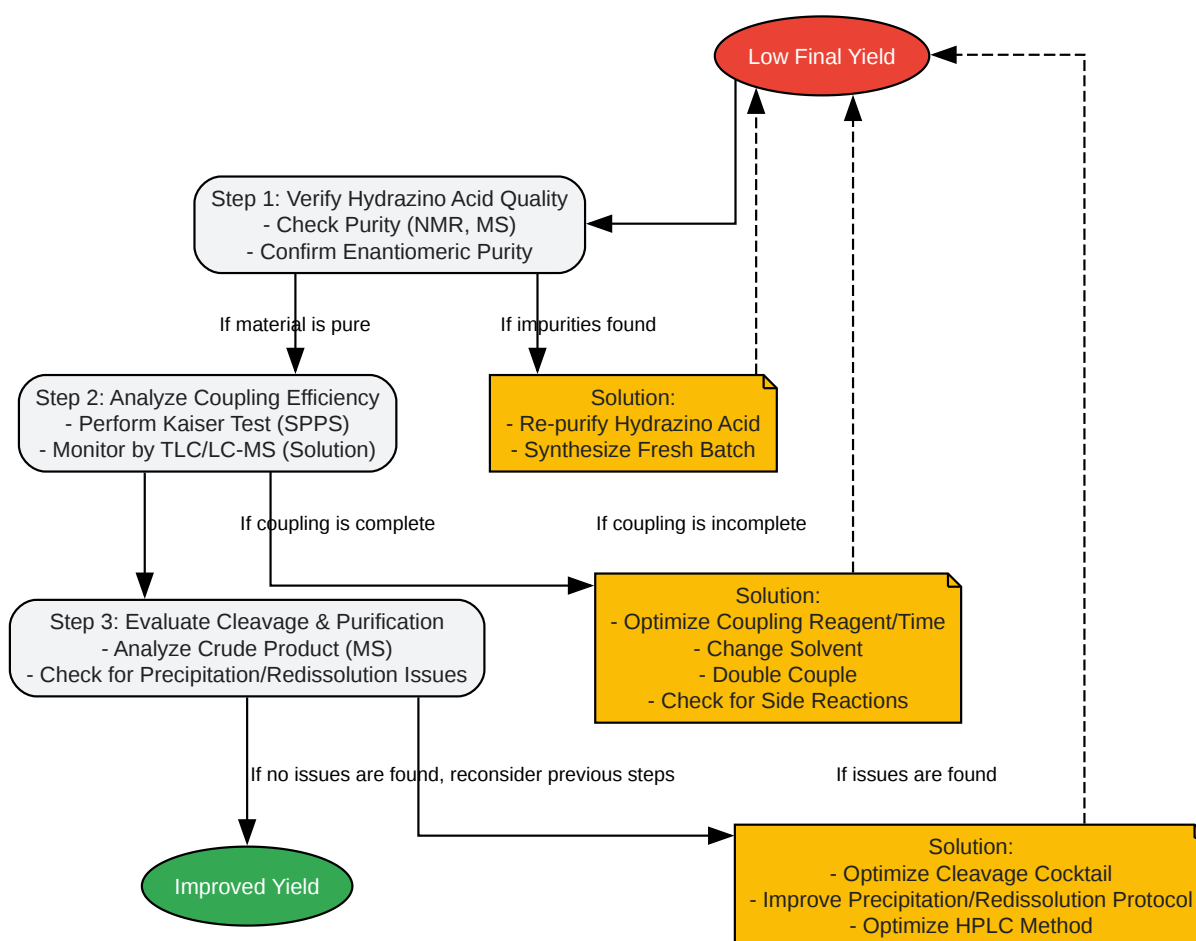 Low Final Yield
Step 1: Verify Hydrazino Acid Quality
- Check Purity (NMR, MS)
- Confirm Enantiomeric Purity
If material is pure
If impurities found
Step 2: Analyze Coupling Efficiency
- Perform Kaiser Test (SPPS)
- Monitor by TLC/LC-MS (Solution)
Solution:
- Re-purify Hydrazino Acid
- Synthesize Fresh Batch
If coupling is complete
If coupling is incomplete
Step 3: Evaluate Cleavage & Purification
- Analyze Crude Product (MS)
- Check for Precipitation/Redissolution Issues
Solution:
- Optimize Coupling Reagent/Time
- Change Solvent
- Double Couple
- Check for Side Reactions
If no issues are found, reconsider previous steps
If issues are found
Improved Yield
Solution:
- Optimize Cleavage Cocktail
- Improve Precipitation/Redissolution Protocol
- Optimize HPLC Method